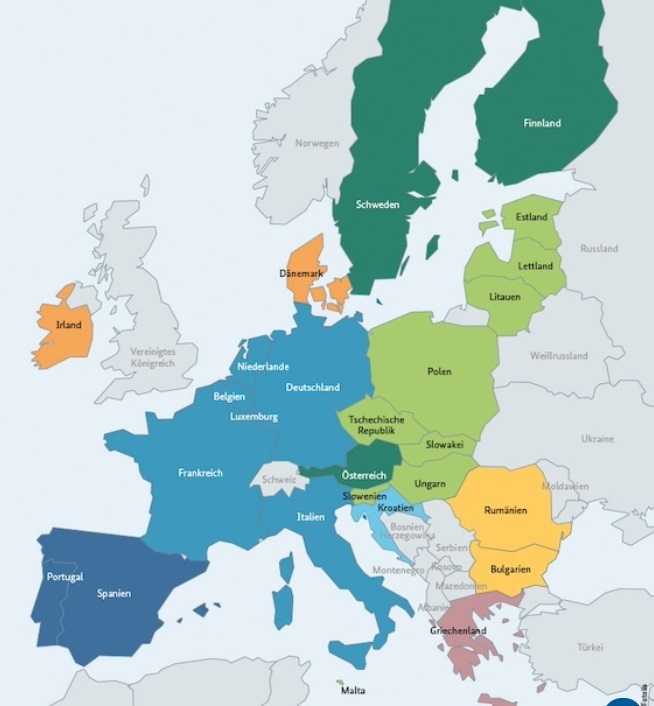 Finnland
Norwegen
Schweden
Estland
Russland
Lettland
Dänemark
Litauen
Irland
Vereinigtes
Königreich
Weißrussland
Niederlande
Polen
Deutschland
Belgien
Luxemburg
Tschechische
Republik
Ukraine
Slowakei
Frankreich
Schweiz
Österreich
Ungarn
Moldawien
Slowenien
Kroatien
Rumänien
Italien
Bosnien
Herzegowina
Serbien
Kosovo
Bulgarien
Montenegro
Portugal
Mazedonien
Spanien
Albanien
Griechenland
Türkei
Malta